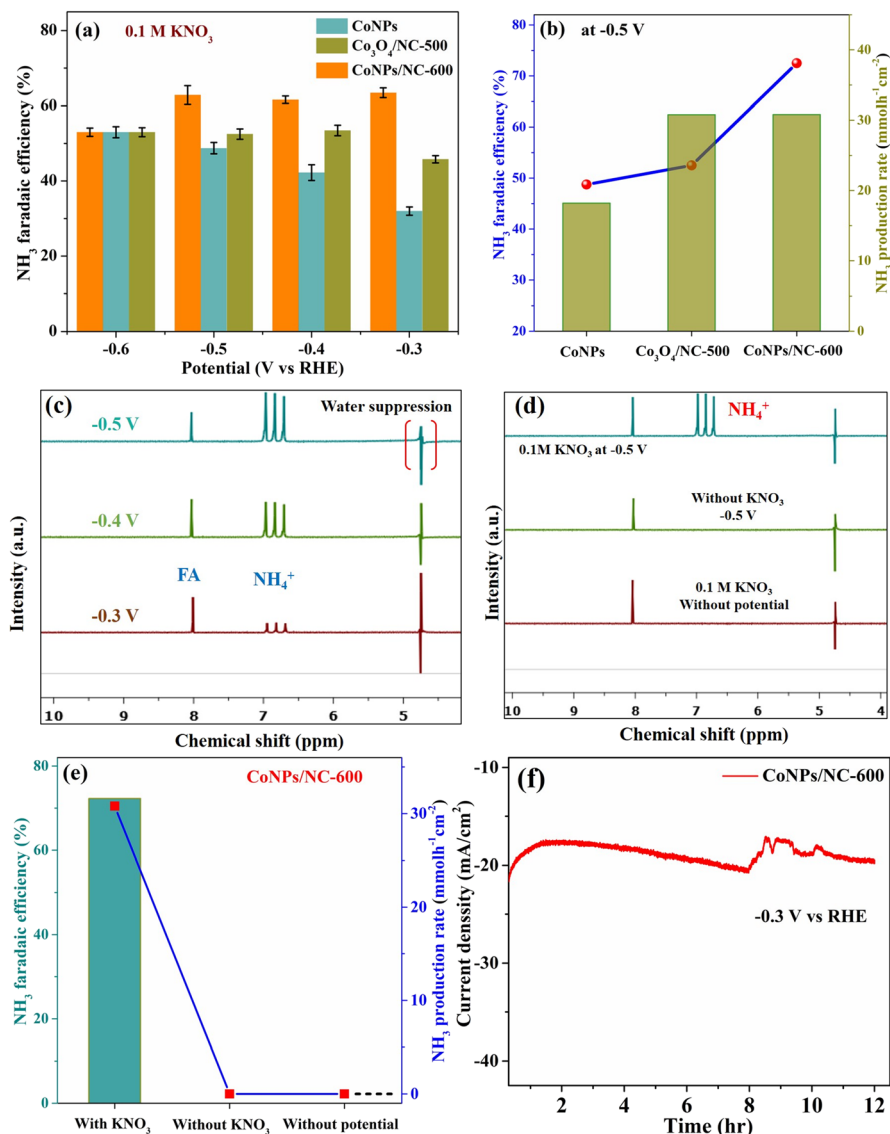 (a)
0.1 M KNO₃
CoNPs
Co₃O₄/NC-500
CoNPs/NC-600
NH₃ faradaic efficiency (%)
80
60
40
20
0
-0.6
-0.5
-0.4
-0.3
Potential (V vs RHE)
(b)
at -0.5 V
NH₃ faradaic efficiency (%)
80
70
60
50
40
30
20
NH₃ production rate (mmolh⁻¹cm⁻²)
40
30
20
10
0
CoNPs
Co₃O₄/NC-500
CoNPs/NC-600
(c)
Water suppression
-0.5 V
-0.4 V
FA
NH₄⁺
-0.3 V
Intensity (a.u.)
10
9
8
7
6
5
Chemical shift (ppm)
(d)
NH₄⁺
0.1M KNO₃ at -0.5 V
Without KNO₃
-0.5 V
0.1 M KNO₃
Without potential
Intensity (a.u.)
10
9
8
7
6
5
4
Chemical shift (ppm)
(e)
CoNPs/NC-600
NH₃ faradaic efficiency (%)
80
60
40
20
0
NH₃ production rate (mmolh⁻¹cm⁻²)
30
20
10
0
With KNO₃
Without KNO₃
Without potential
(f)
CoNPs/NC-600
-0.3 V vs RHE
Current denssity (mA/cm²)
-10
-20
-30
-40
2
4
6
8
10
12
Time (hr)